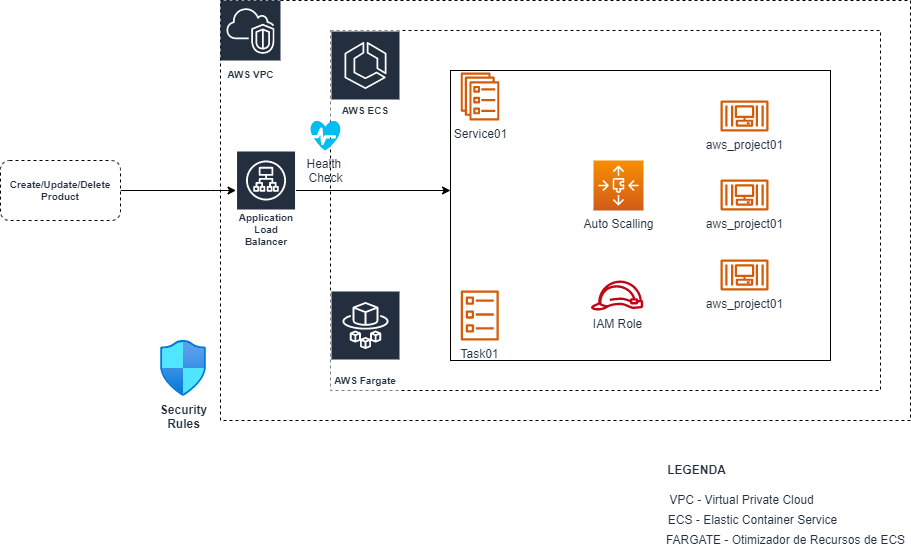 AWS VPC
AWS ECS
Service01
aws_project01
Health
Check
Create/Update/Delete
Product
Application
Load
Balancer
Auto Scalling
aws_project01
aws_project01
IAM Role
Task01
AWS Fargate
Security
Rules
LEGENDA
VPC - Virtual Private Cloud
ECS - Elastic Container Service
FARGATE - Otimizador de Recursos de ECS